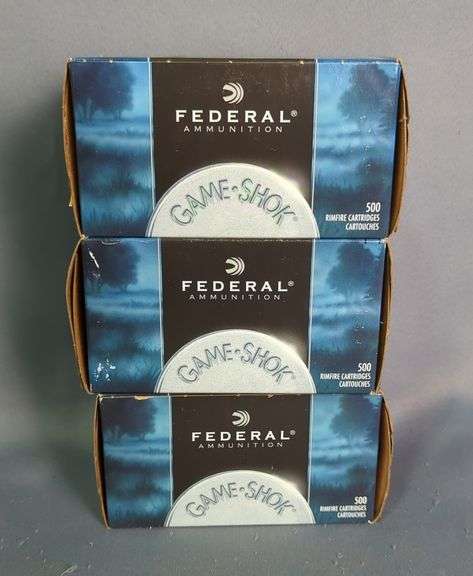 FEDERAL®
AMMUNITION
GAME•SHOK®
500
RIMFIRE CARTRIDGES
CARTOUCHES
FEDERAL®
AMMUNITION
GAME•SHOK
500
RIMFIRE CARTRIDGES
CARTOUCHES
FEDERAL®
AMMUNITION
GAME•SHOK
500
RIMFIRE CARTRIDGES
CARTOUCHES